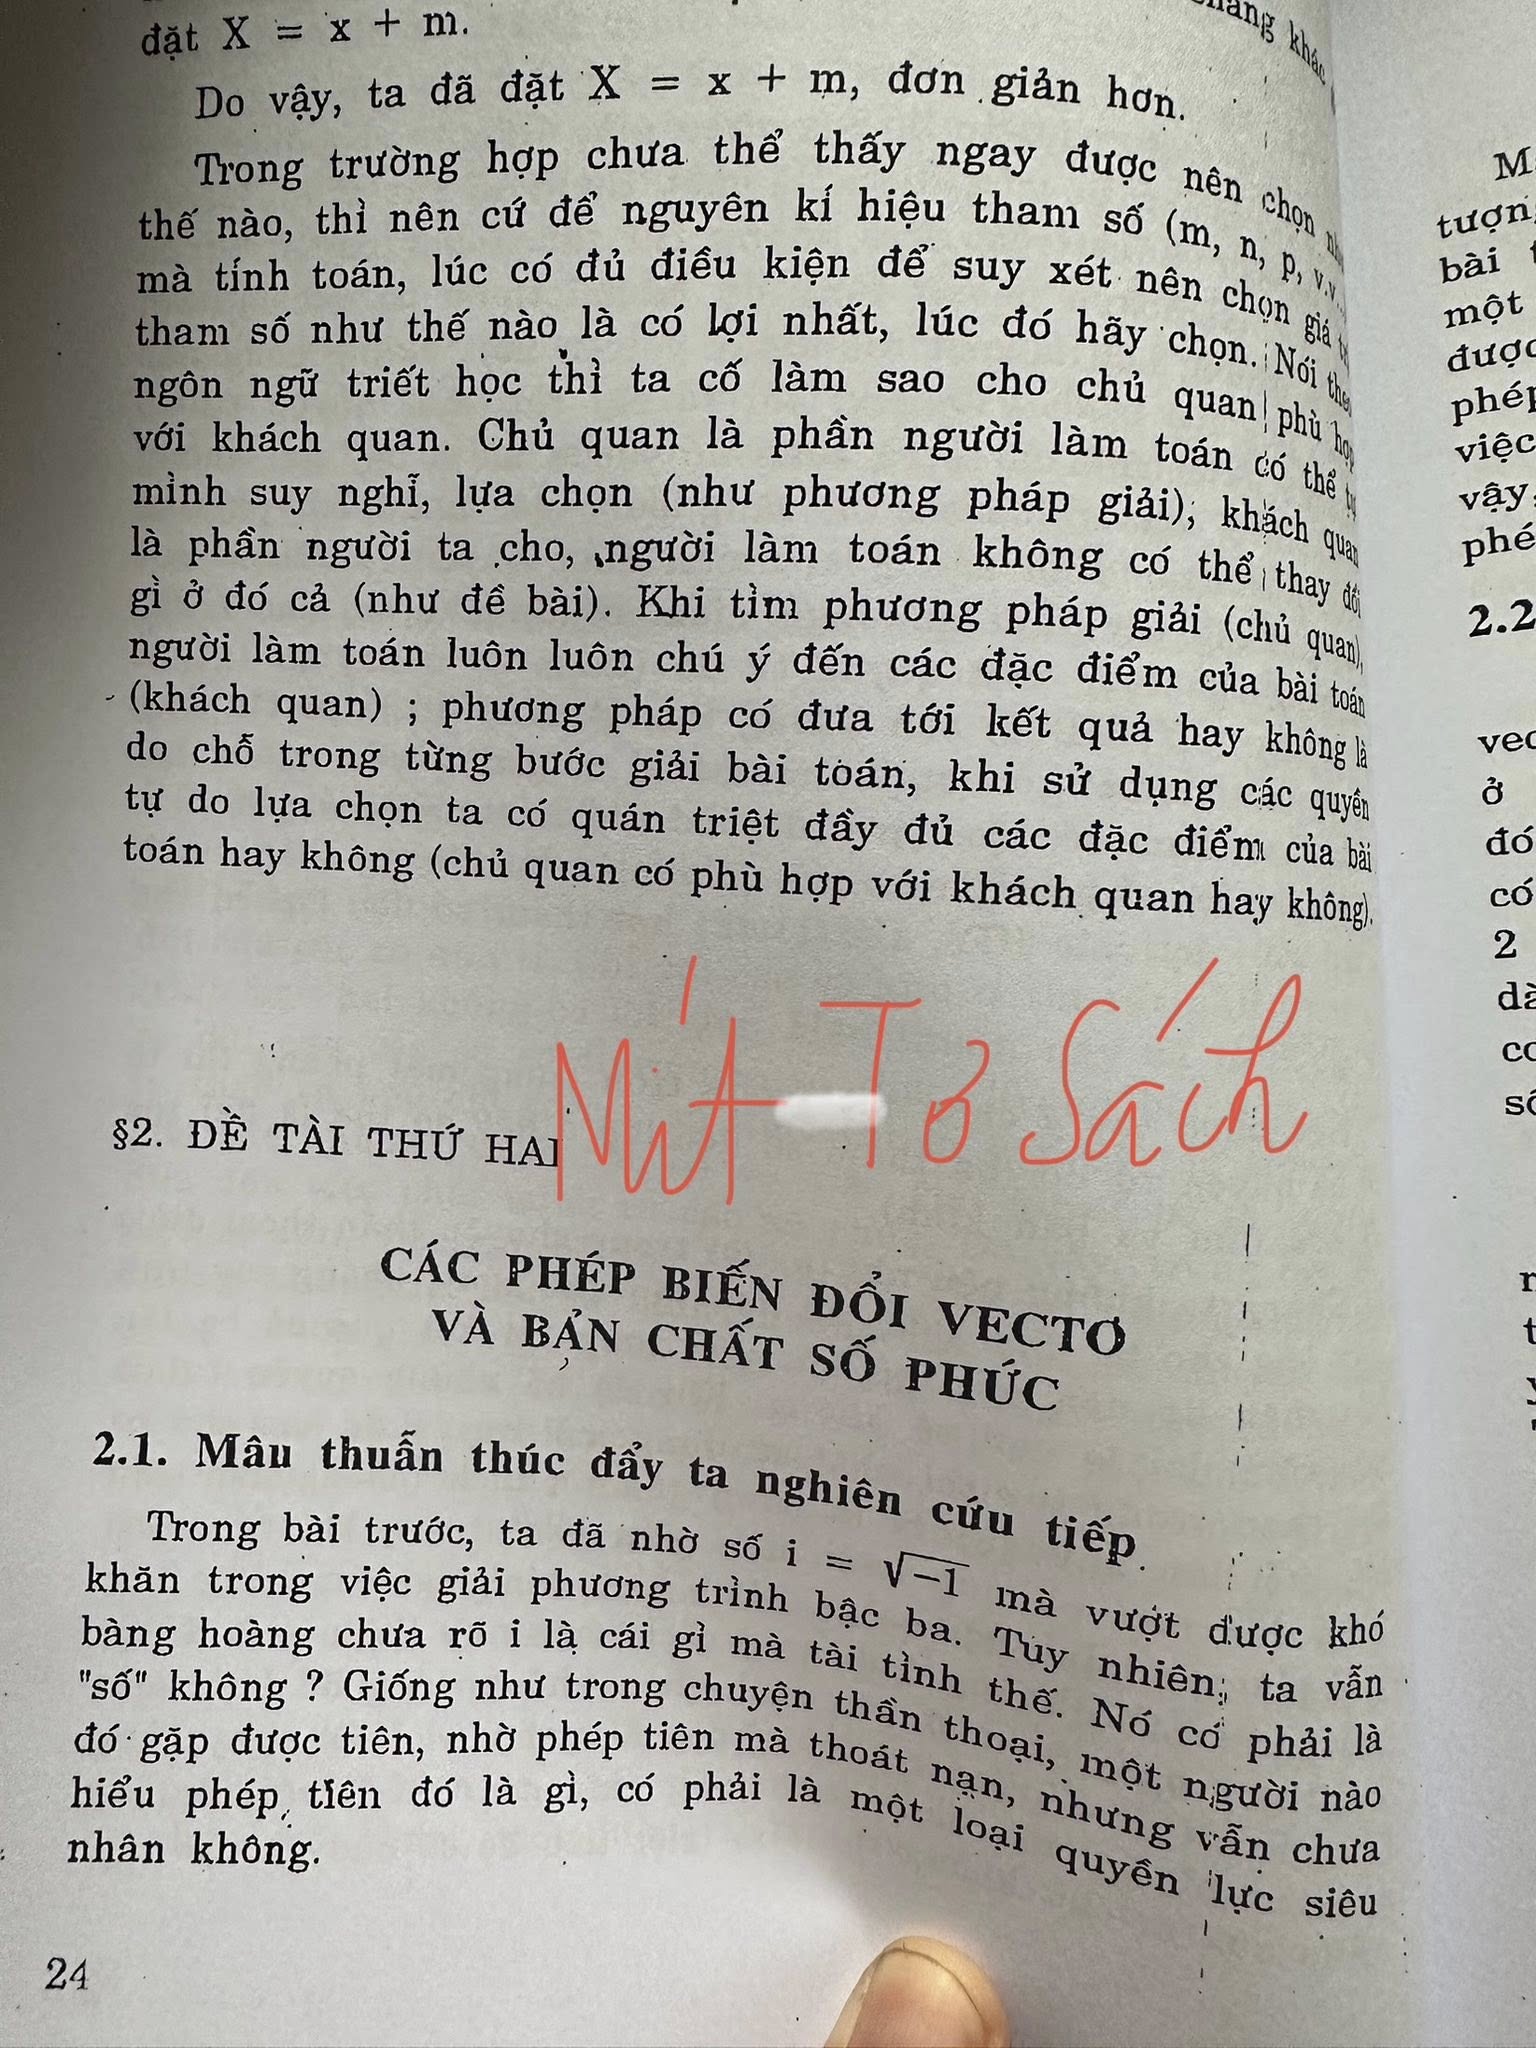 đặt X = x + m.
Do vậy, ta đã đặt X = x + m, đơn giản hơn.
Trong trường hợp chưa thể thấy ngay được nên chọn
thế nào, thì nên cứ để nguyên kí hiệu tham số (m, n, p, v.v.
mà tính toán, lúc có đủ điều kiện để suy xét nên chọn giá
tham số như thế nào là có lợi nhất, lúc đó hãy chọn. Nói theo
ngôn ngữ triết học thì ta cố làm sao cho chủ quan phù hợp
với khách quan. Chủ quan là phần người làm toán có thể tự
mình suy nghĩ, lựa chọn (như phương pháp giải); khách quan
là phần người ta cho, người làm toán không có thể thay đổi
gì ở đó cả (như đề bài). Khi tìm phương pháp giải (chủ quan),
người làm toán luôn luôn chú ý đến các đặc điểm của bài toán
(khách quan) ; phương pháp có đưa tới kết quả hay không là
do chỗ trong từng bước giải bài toán, khi sử dụng các quyền
tự do lựa chọn ta có quán triệt đầy đủ các đặc điểm của bài
toán hay không (chủ quan có phù hợp với khách quan hay không).
Mít Tơ Sách
§2. ĐỀ TÀI THỨ HAI
CÁC PHÉP BIẾN ĐỔI VECTƠ
VÀ BẢN CHẤT SỐ PHỨC
2.1. Mâu thuẫn thúc đẩy ta nghiên cứu tiếp
Trong bài trước, ta đã nhờ số i = √−1 mà vượt được khó
khăn trong việc giải phương trình bậc ba. Tuy nhiên, ta vẫn
bàng hoàng chưa rõ i là cái gì mà tài tình thế. Nó có phải là
"số" không ? Giống như trong chuyện thần thoại, một người nào
đó gặp được tiên, nhờ phép tiên mà thoát nạn, nhưng vẫn chưa
hiểu phép tiên đó là gì, có phải là một loại quyền lực siêu
nhân không.
24
tượng
bài
một
được
phép
việc
vậy,
2.2
ở
đó
có
2